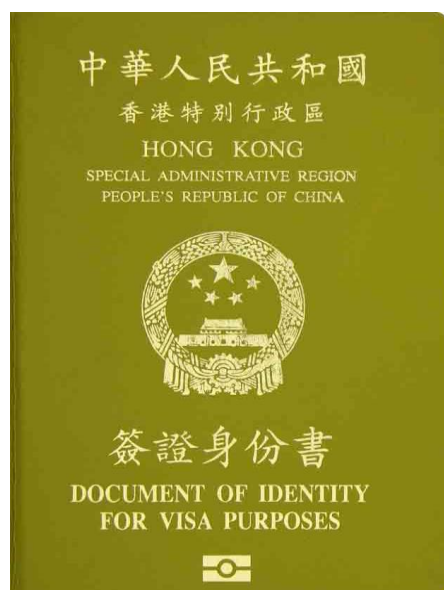 中華人民共和國
香港特別行政區
HONG KONG
SPECIAL ADMINISTRATIVE REGION
PEOPLE'S REPUBLIC OF CHINA
簽證身份書
DOCUMENT OF IDENTITY
FOR VISA PURPOSES